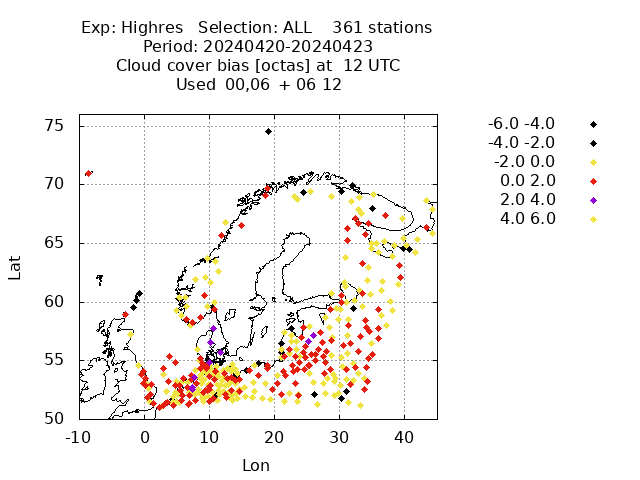 Exp: Highres   Selection: ALL    361 stations
Period: 20240420-20240423
Cloud cover bias [octas] at  12 UTC
Used 00,06 + 06 12
-6.0 -4.0
-4.0 -2.0
-2.0 0.0
0.0 2.0
2.0 4.0
4.0 6.0
75
70
65
60
55
50
Lat
-10 0 10 20 30 40
Lon